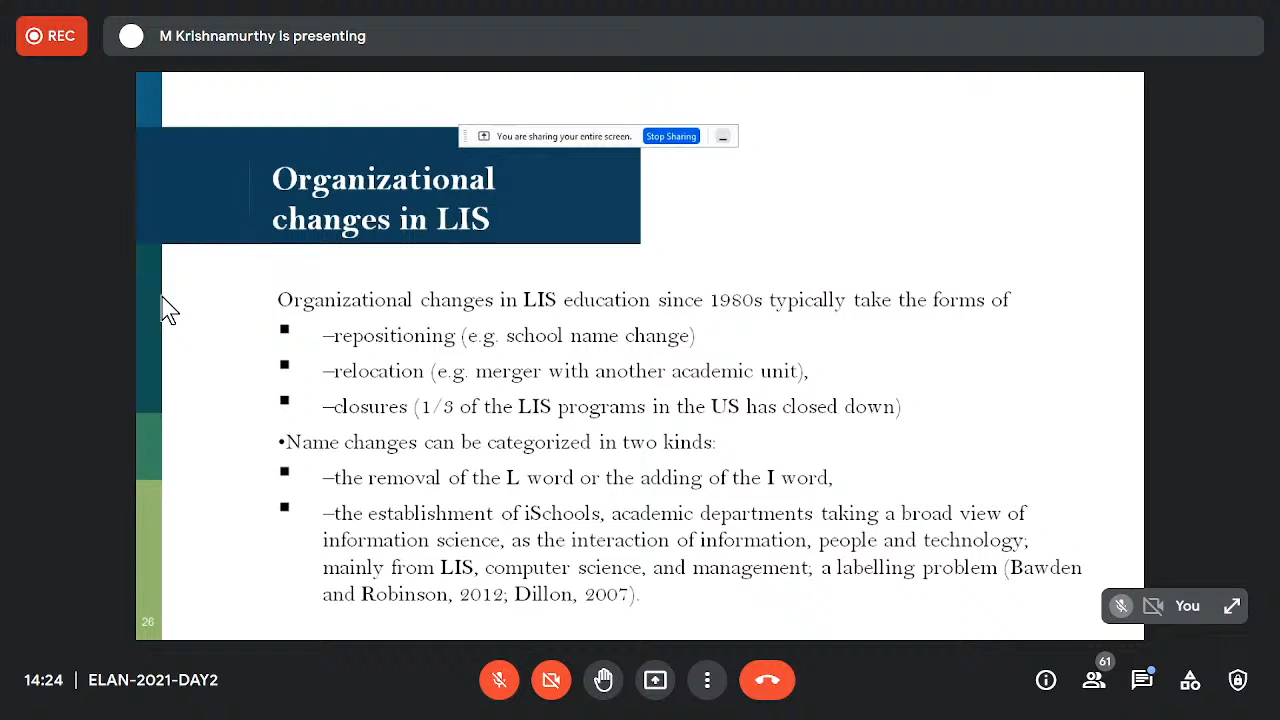 REC
M Krishnamurthy Is presenting
You are sharing your entire screen.
Stop Sharing
Organizational
changes in LIS
Organizational changes in LIS education since 1980s typically take the forms of
■ –repositioning (e.g. school name change)
■ –relocation (e.g. merger with another academic unit),
■ –closures (1/3 of the LIS programs in the US has closed down)
•Name changes can be categorized in two kinds:
■ –the removal of the L word or the adding of the I word,
■ –the establishment of iSchools, academic departments taking a broad view of
information science, as the interaction of information, people and technology;
mainly from LIS, computer science, and management; a labelling problem (Bawden
and Robinson, 2012; Dillon, 2007).
26
You
14:24 | ELAN-2021-DAY2
61